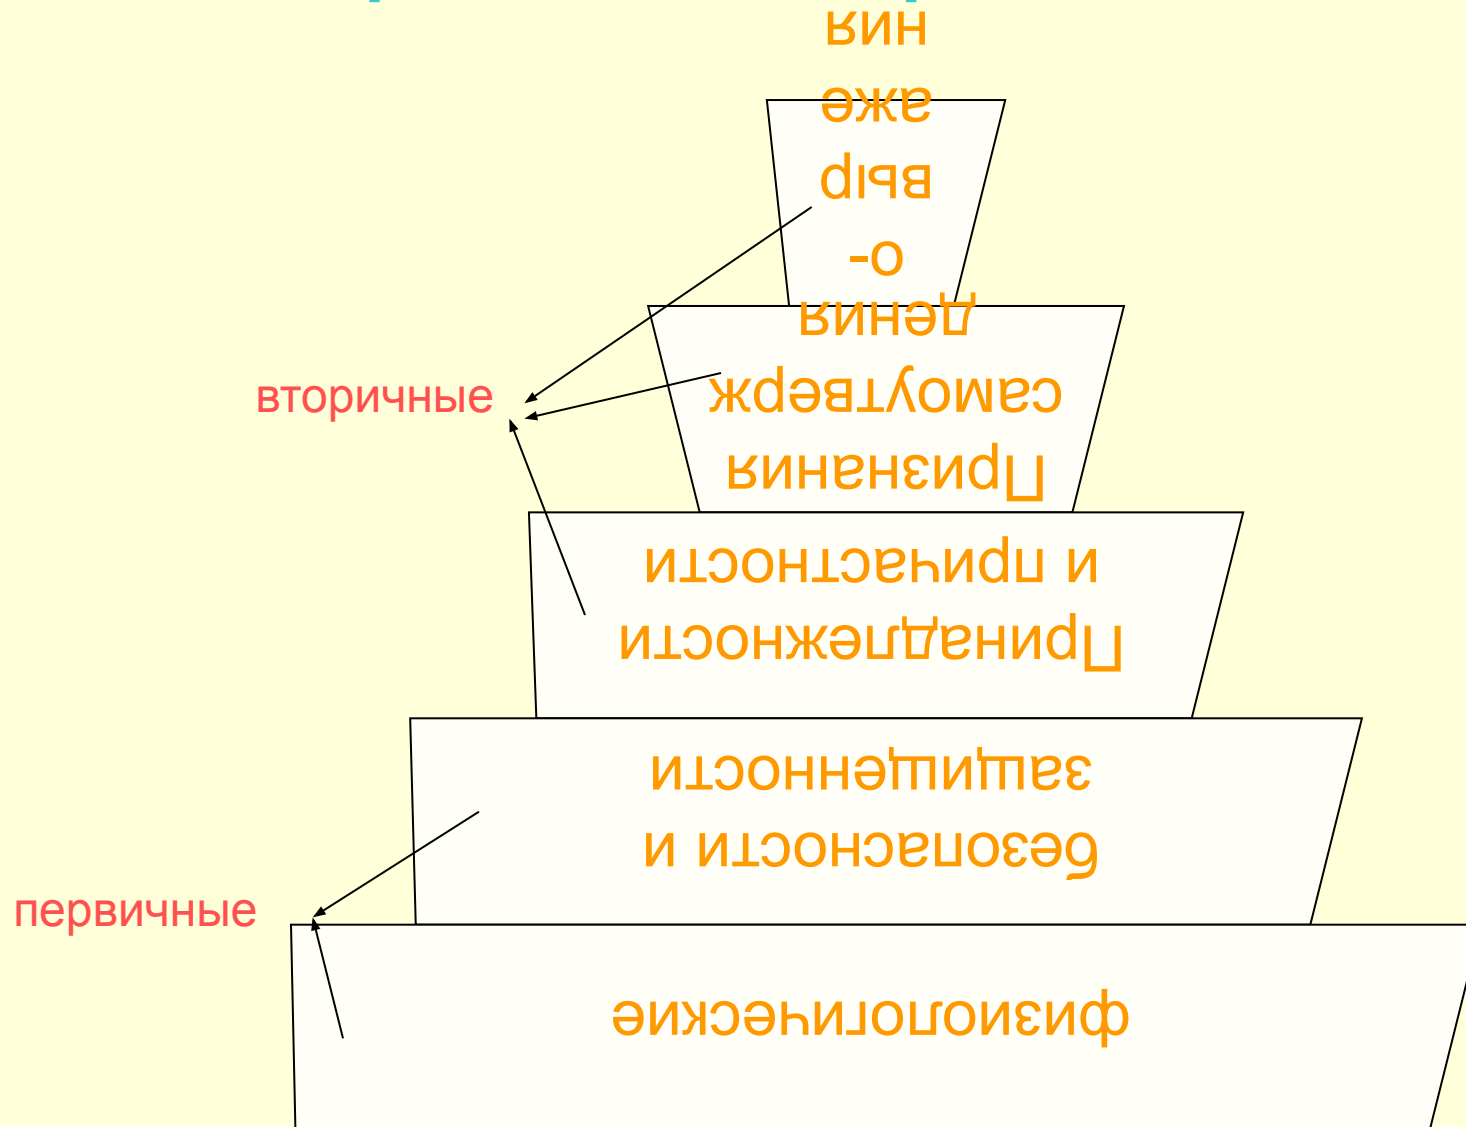 о-
выр
аже
ния
вторичные
Признания
самоутверж
дения
Принадлежности
и причастности
безопасности и
защищенности
первичные
физиологические